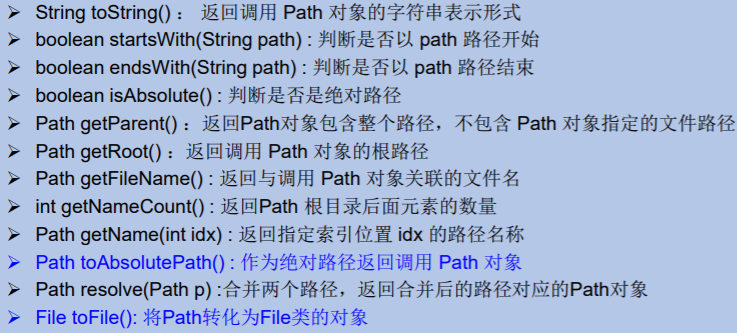 ➢ String toString() : 返回调用 Path 对象的字符串表示形式
➢ boolean startsWith(String path) : 判断是否以 path 路径开始
➢ boolean endsWith(String path) : 判断是否以 path 路径结束
➢ boolean isAbsolute() : 判断是否是绝对路径
➢ Path getParent() : 返回Path对象包含整个路径,不包含 Path 对象指定的文件路径
➢ Path getRoot() : 返回调用 Path 对象的根路径
➢ Path getFileName() : 返回与调用 Path 对象关联的文件名
➢ int getNameCount() : 返回Path 根目录后面元素的数量
➢ Path getName(int idx) : 返回指定索引位置 idx 的路径名称
➢ Path toAbsolutePath() : 作为绝对路径返回调用 Path 对象
➢ Path resolve(Path p) :合并两个路径,返回合并后的路径对应的Path对象
➢ File toFile(): 将Path转化为File类的对象